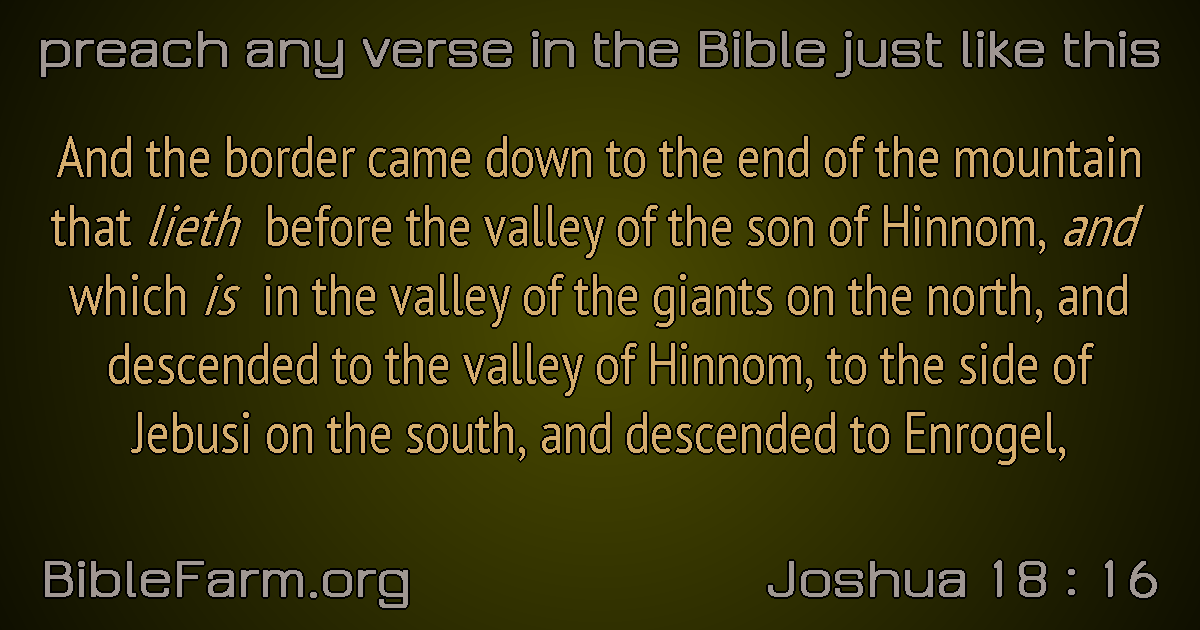 preach any verse in the Bible just like this
And the border came down to the end of the mountain
that lieth before the valley of the son of Hinnom, and
which is in the valley of the giants on the north, and
descended to the valley of Hinnom, to the side of
Jebusi on the south, and descended to Enrogel,
BibleFarm.org
Joshua 18 : 16